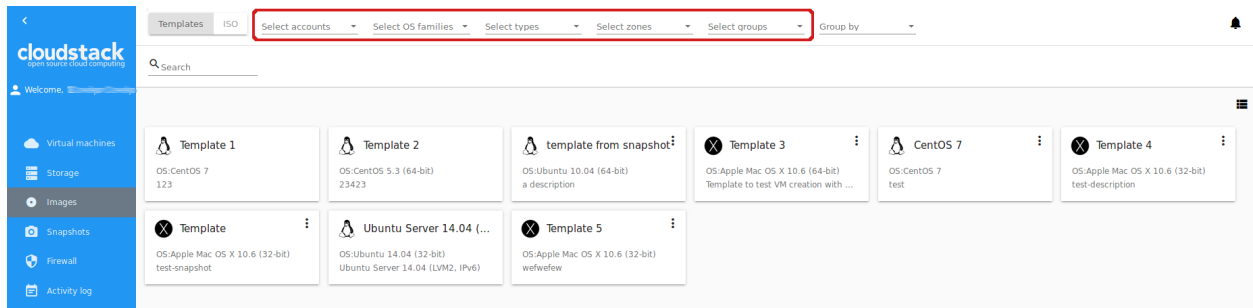 Templates ISO Select accounts Select OS families Select types Select zones Select groups Group by
cloudstack
open source cloud computing
Search
Welcome,
Virtual machines
Storage
Images
Snapshots
Firewall
Activity log
Template 1
OS:CentOS 7
123
Template 2
OS:CentOS 5.3 (64-bit)
23423
template from snapshot
OS:Ubuntu 10.04 (64-bit)
a description
Template 3
OS:Apple Mac OS X 10.6 (64-bit)
Template to test VM creation with ...
CentOS 7
OS:CentOS 7
test
Template 4
OS:Apple Mac OS X 10.6 (32-bit)
test-description
Template
OS:Apple Mac OS X 10.6 (32-bit)
test-snapshot
Ubuntu Server 14.04 (...
OS:Ubuntu 14.04 (32-bit)
Ubuntu Server 14.04 (LVM2, IPv6)
Template 5
OS:Apple Mac OS X 10.6 (32-bit)
wefwefew